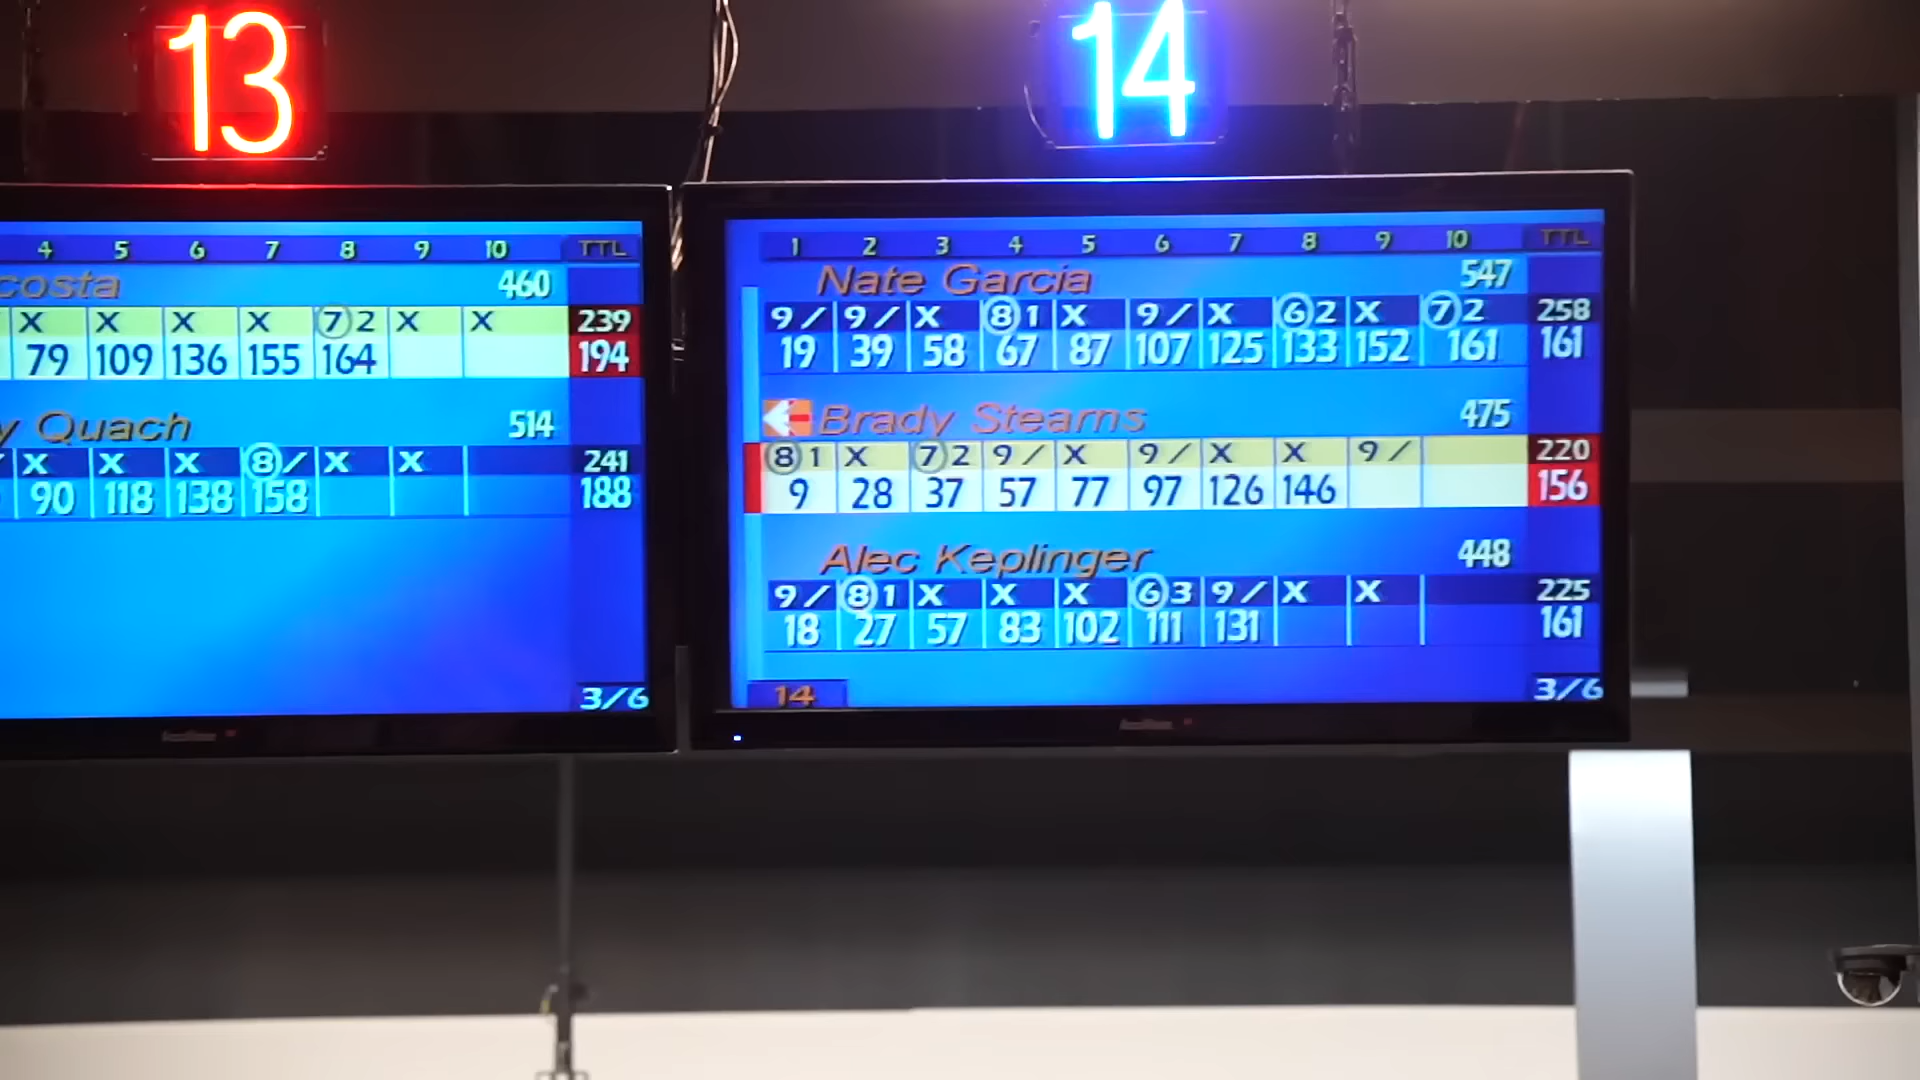 13
14
4 5 6 7 8 9 10 TTL
costa 460
X X X X 7 2 X X 239
79 109 136 155 164 194
y Quach 514
/ X X X 8 / X X 241
90 118 138 158 188
3/6
1 2 3 4 5 6 7 8 9 10 TTL
Nate Garcia 547
9 / 9 / X 8 1 X 9 / X 6 2 X 7 2 258
19 39 58 67 87 107 125 133 152 161 161
Brady Stearns 475
8 1 X 7 2 9 / X 9 / X X 9 / 220
9 28 37 57 77 97 126 146 156
Alec Keplinger 448
9 / 8 1 X X X 6 3 9 / X X 225
18 27 57 83 102 111 131 161
14 3/6